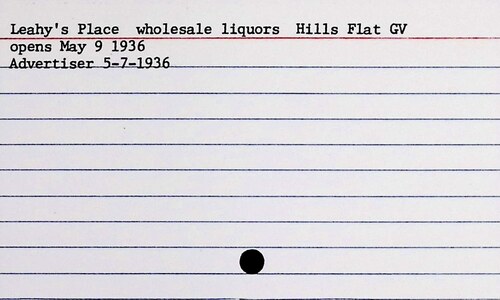 Leahy's Place wholesale liquors Hills Flat GV
opens May 9 1936
Advertiser 5-7-1936